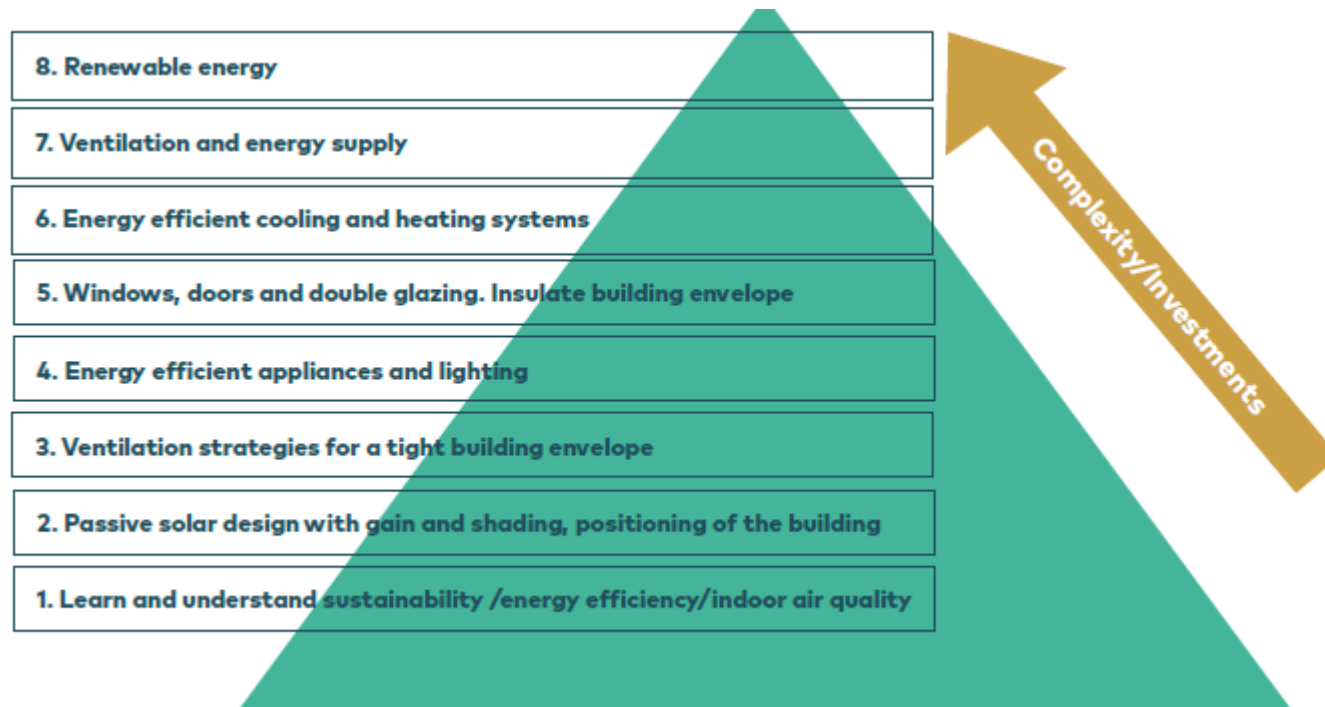 8. Renewable energy
7. Ventilation and energy supply
6. Energy efficient cooling and heating systems
5. Windows, doors and double glazing. Insulate building envelope
4. Energy efficient appliances and lighting
3. Ventilation strategies for a tight building envelope
2. Passive solar design with gain and shading, positioning of the building
1. Learn and understand sustainability /energy efficiency/indoor air quality
Complexity/Investments